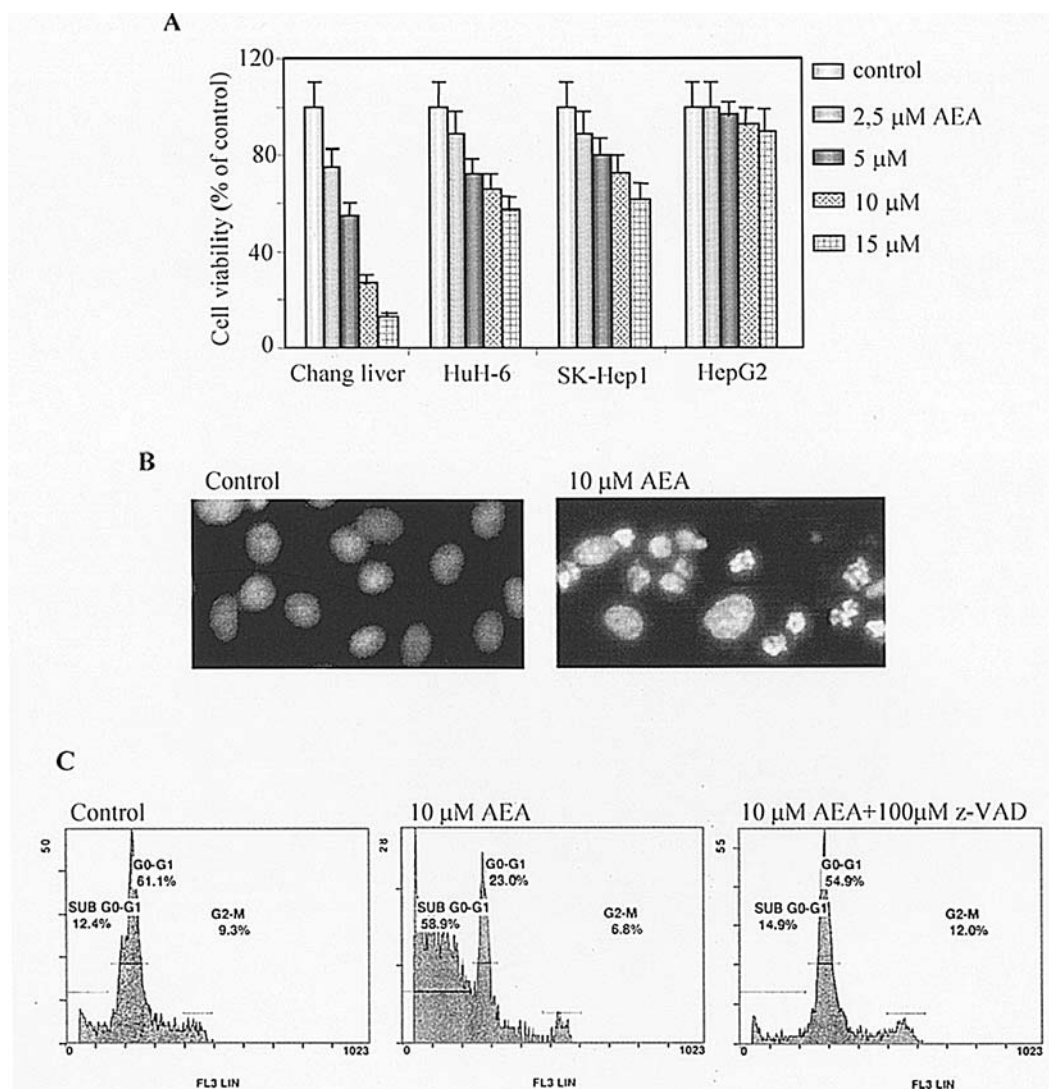 A
120
80
40
0
Cell viability (% of control)
control
2,5 μM AEA
5 μM
10 μM
15 μM
Chang liver HuH-6 SK-Hep1 HepG2
B
Control 10 μM AEA
C
Control
50
G0-G1
61.1%
SUB G0-G1
12.4%
G2-M
9.3%
0 1023
FL3 LIN
10 μM AEA
28
G0-G1
23.0%
SUB G0-G1
58.9%
G2-M
6.8%
0 1023
FL3 LIN
10 μM AEA+100μM z-VAD
55
G0-G1
54.9%
SUB G0-G1
14.9%
G2-M
12.0%
0 1023
FL3 LIN